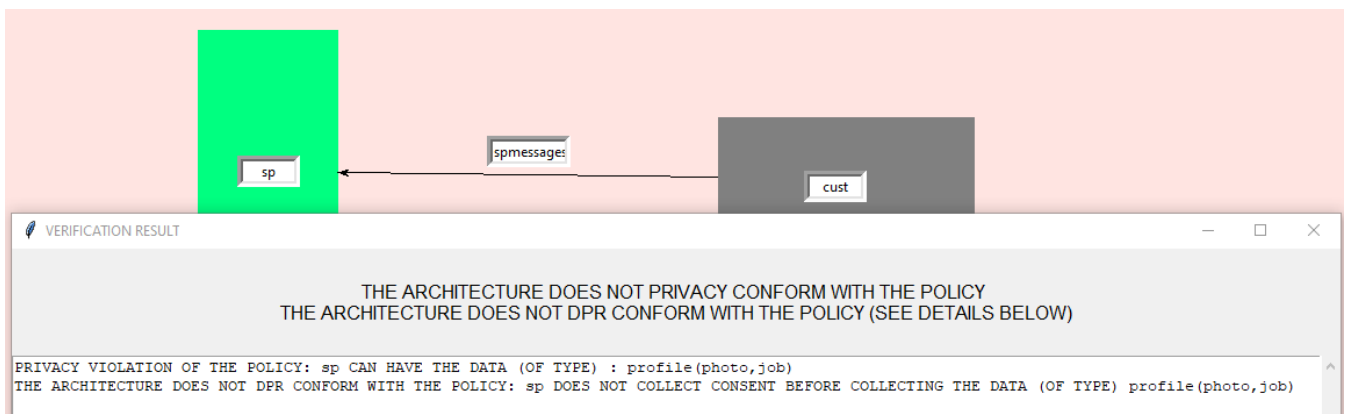 spmessages
sp
cust
VERIFICATION RESULT
THE ARCHITECTURE DOES NOT PRIVACY CONFORM WITH THE POLICY
THE ARCHITECTURE DOES NOT DPR CONFORM WITH THE POLICY (SEE DETAILS BELOW)
PRIVACY VIOLATION OF THE POLICY: sp CAN HAVE THE DATA (OF TYPE) : profile(photo,job)
THE ARCHITECTURE DOES NOT DPR CONFORM WITH THE POLICY: sp DOES NOT COLLECT CONSENT BEFORE COLLECTING THE DATA (OF TYPE) profile(photo,job)